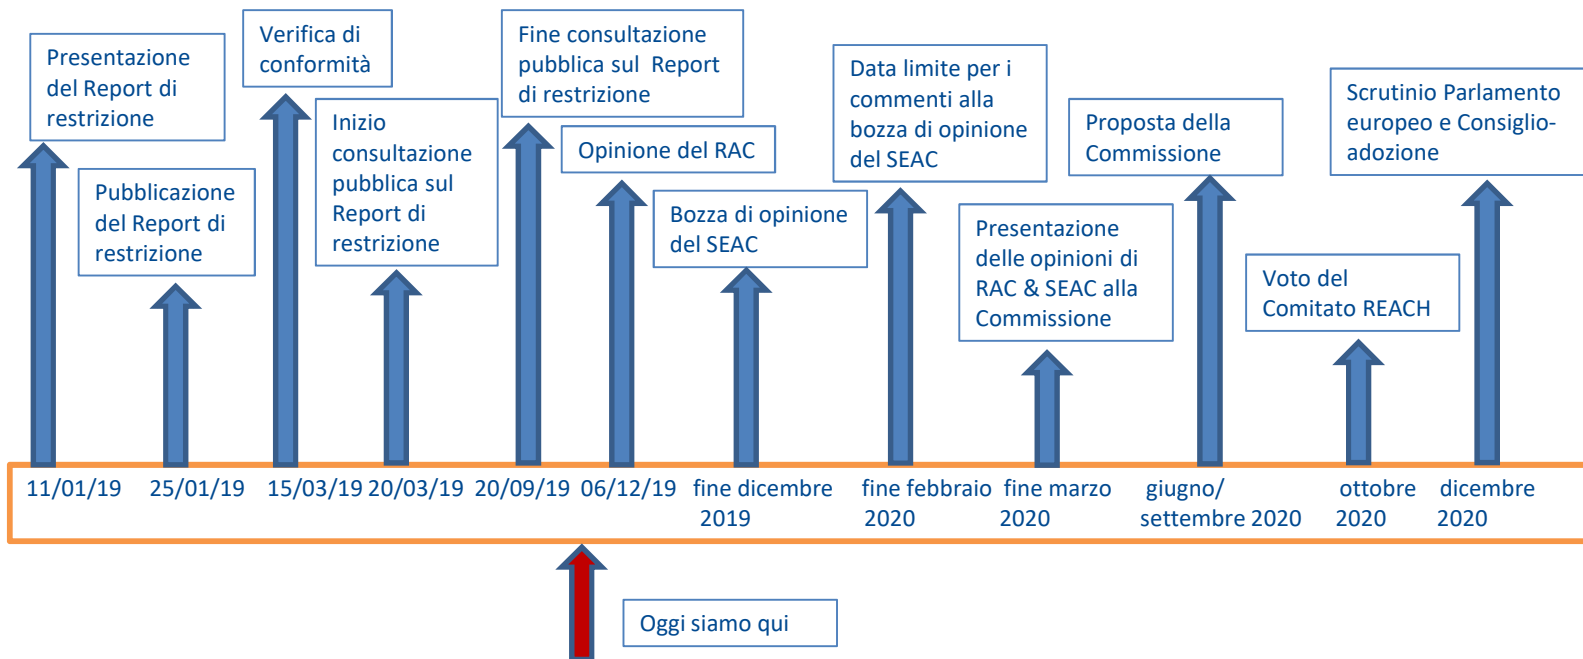 Presentazione
del Report di
restrizione
Pubblicazione
del Report di
restrizione
Verifica di
conformità
Inizio
consultazione
pubblica sul
Report di
restrizione
Fine consultazione
pubblica sul Report
di restrizione
Opinione del RAC
Bozza di opinione
del SEAC
Data limite per i
commenti alla
bozza di opinione
del SEAC
Presentazione
delle opinioni di
RAC & SEAC alla
Commissione
Proposta della
Commissione
Voto del
Comitato REACH
Scrutinio Parlamento
europeo e Consiglio-
adozione
11/01/19
25/01/19
15/03/19
20/03/19
20/09/19
06/12/19
fine dicembre
2019
fine febbraio
2020
fine marzo
2020
giugno/
settembre 2020
ottobre
2020
dicembre
2020
Oggi siamo qui